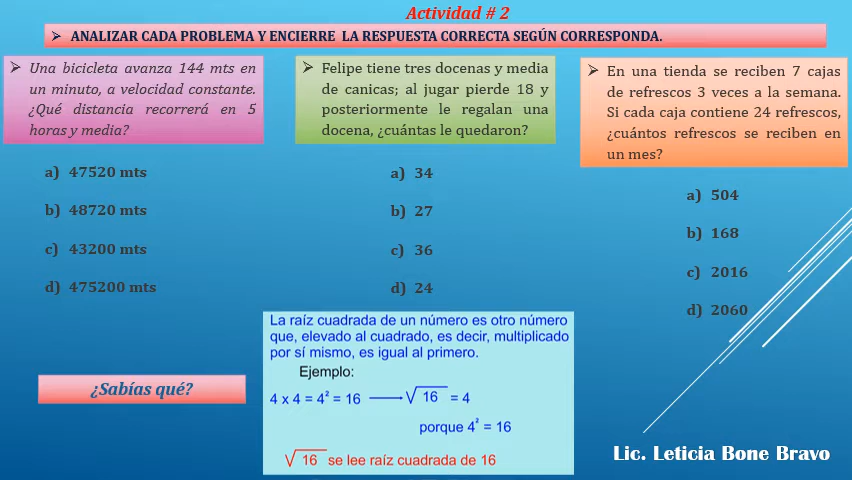 Actividad # 2
➢ ANALIZAR CADA PROBLEMA Y ENCIERRE LA RESPUESTA CORRECTA SEGÚN CORRESPONDA.
➢ Una bicicleta avanza 144 mts en
un minuto, a velocidad constante.
¿Qué distancia recorrerá en 5
horas y media?
a) 47520 mts
b) 48720 mts
c) 43200 mts
d) 475200 mts
➢ Felipe tiene tres docenas y media
de canicas; al jugar pierde 18 y
posteriormente le regalan una
docena, ¿cuántas le quedaron?
a) 34
b) 27
c) 36
d) 24
➢ En una tienda se reciben 7 cajas
de refrescos 3 veces a la semana.
Si cada caja contiene 24 refrescos,
¿cuántos refrescos se reciben en
un mes?
a) 504
b) 168
c) 2016
d) 2060
¿Sabías qué?
La raíz cuadrada de un número es otro número
que, elevado al cuadrado, es decir, multiplicado
por sí mismo, es igual al primero.
Ejemplo:
4 x 4 = 4² = 16 ⟶ √16 = 4
porque 4² = 16
√16 se lee raíz cuadrada de 16
Lic. Leticia Bone Bravo